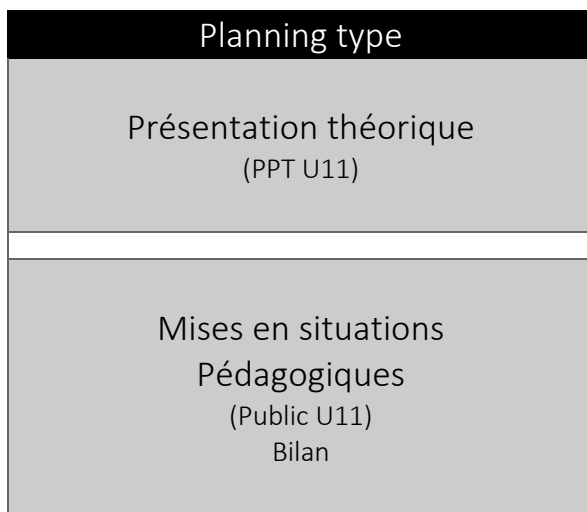 Planning type
Présentation théorique
(PPT U11)
Mises en situations
Pédagogiques
(Public U11)
Bilan